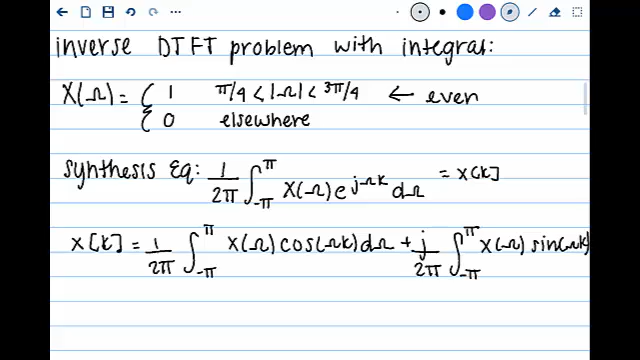 inverse DTFT problem with integral:
X(Ω) = { 1 π/4 < |Ω| < 3π/4 ← even
{ 0 elsewhere
Synthesis Eq: 1/2π ∫_{-π}^{π} X(Ω) e^{jΩk} dΩ = x[k]
x[k] = 1/2π ∫_{-π}^{π} X(Ω) cos(Ωk) dΩ + j/2π ∫_{-π}^{π} X(Ω) sin(Ωk)